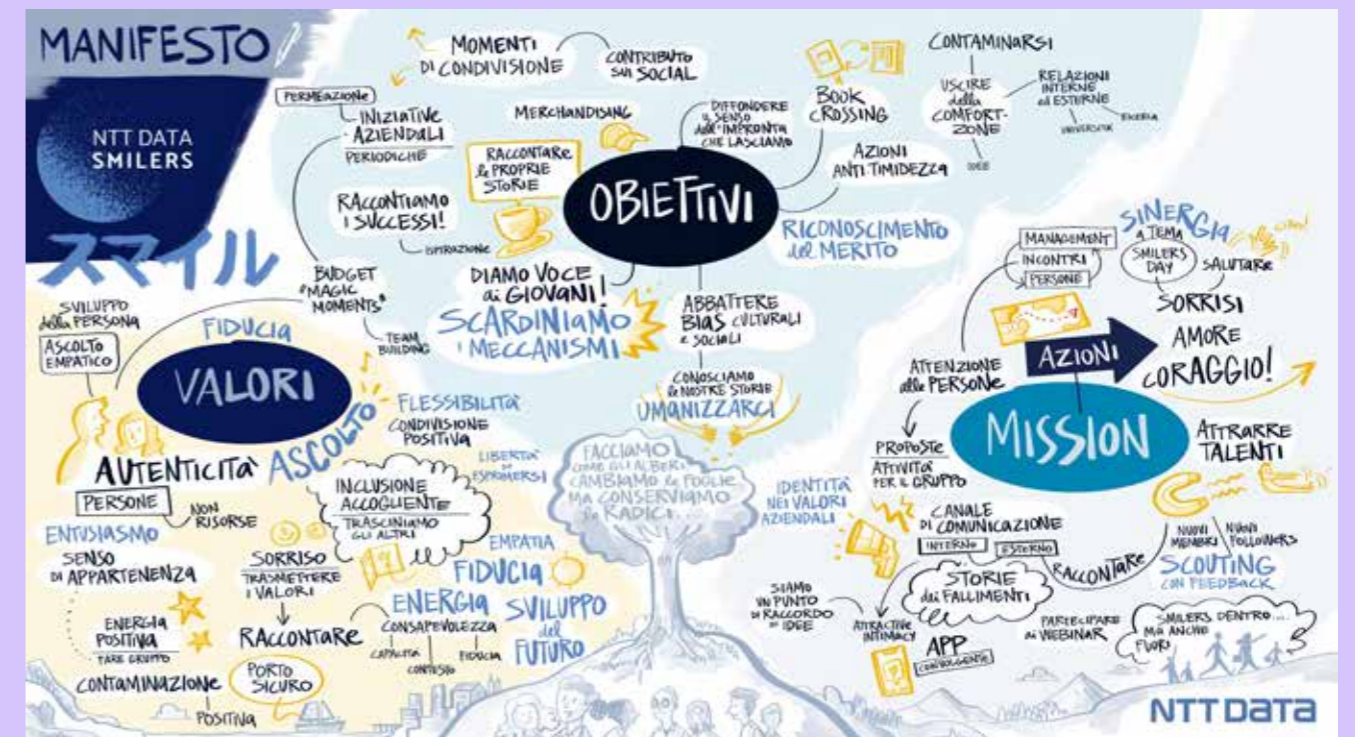 MANIFESTO
NTT DATA
SMILERS
スマイル
MOMENTI
DI CONDIVISIONE
CONTRIBUTO
SUI SOCIAL
PERMEAZIONE
INIZIATIVE
AZIENDALI
PERIODICHE
MERCHANDISING
RACCONTARE
le PROPRIE
STORIE
RACCONTIAMO
I SUCCESSI!
ISPIRAZIONE
DIFFONDERE
IL SENSO
dell'IMPRONTA
CHE LASCIAMO
BOOK
CROSSING
AZIONI
ANTI TIMIDEZZA
OBIETTIVI
RICONOSCIMENTO
del MERITO
DIAMO VOCE
ai GIOVANI!
SCARDINIAMO
I MECCANISMI
ABBATTERE
BIAS CULTURALI
e SOCIALI
CONOSCIAMO
le NOSTRE STORIE
UMANIZZARCI
CONTAMINARSI
USCIRE
della
COMFORT-
ZONE
RELAZIONI
INTERNE
ed ESTERNE
UNIVERSITÀ
IDEE
BUDGET
"MAGIC
MOMENTS"
TEAM
BUILDING
SVILUPPO
della PERSONA
ASCOLTO
EMPATICO
FIDUCIA
VALORI
AUTENTICITÀ
ASCOLTO
PERSONE
NON
RISORSE
FLESSIBILITÀ
CONDIVISIONE
POSITIVA
LIBERTÀ
di
ESPRIMERSI
INCLUSIONE
ACCOGLIENTE
TRASCINIAMO
GLI ALTRI
ENTUSIASMO
SENSO
DI APPARTENENZA
ENERGIA
POSITIVA
FARE GRUPPO
CONTAMINAZIONE
POSITIVA
SORRISO
TRASMETTERE
I VALORI
RACCONTARE
PORTO
SICURO
EMPATIA
FIDUCIA
ENERGIA
CONSAPEVOLEZZA
CAPACITÀ
CONTESTO
FIDUCIA
SVILUPPO
del
FUTURO
FACCIAMO
COME GLI ALBERI
CAMBIAMO le FOGLIE
MA CONSERVIAMO
le RADICI...
IDENTITÀ
NEI VALORI
AZIENDALI
SINERGIA
MANAGEMENT
INCONTRI
PERSONE
A TEMA
SMILERS
DAY
SALUTARE
SORRISI
AZIONI
AMORE
CORAGGIO!
ATTENZIONE
alle PERSONE
MISSION
PROPOSTE
ATTIVITÀ
PER IL GRUPPO
ATTRARRE
TALENTI
CANALE
DI COMUNICAZIONE
INTERNO
ESTERNO
RACCONTARE
NUOVI
MEMBRI
NUOVI
FOLLOWERS
SCOUTING
CON FEEDBACK
STORIE
dei FALLIMENTI
SIAMO
UN PUNTO
DI RACCORDO
DI IDEE
ATTRACTIVE
INTIMACY
APP
COINVOLGENTE
PARTECIPARE
ai WEBINAR
SMILERS DENTRO...
MA ANCHE
FUORI
NTT DATA